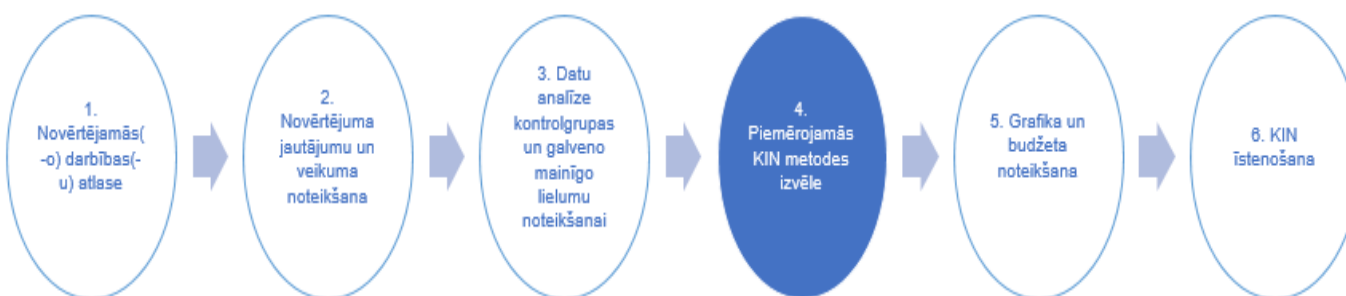 1.
Novērtējamās(
-o) darbības(-
u) atlase
2.
Novērtējuma
jautājumu un
veikuma
noteikšana
3. Datu
analīze
kontrolgrupas
un galveno
mainīgo
lielumu
noteikšanai
4.
Piemērojamās
KIN metodes
izvēle
5. Grafika un
budžeta
noteikšana
6. KIN
īstenošana